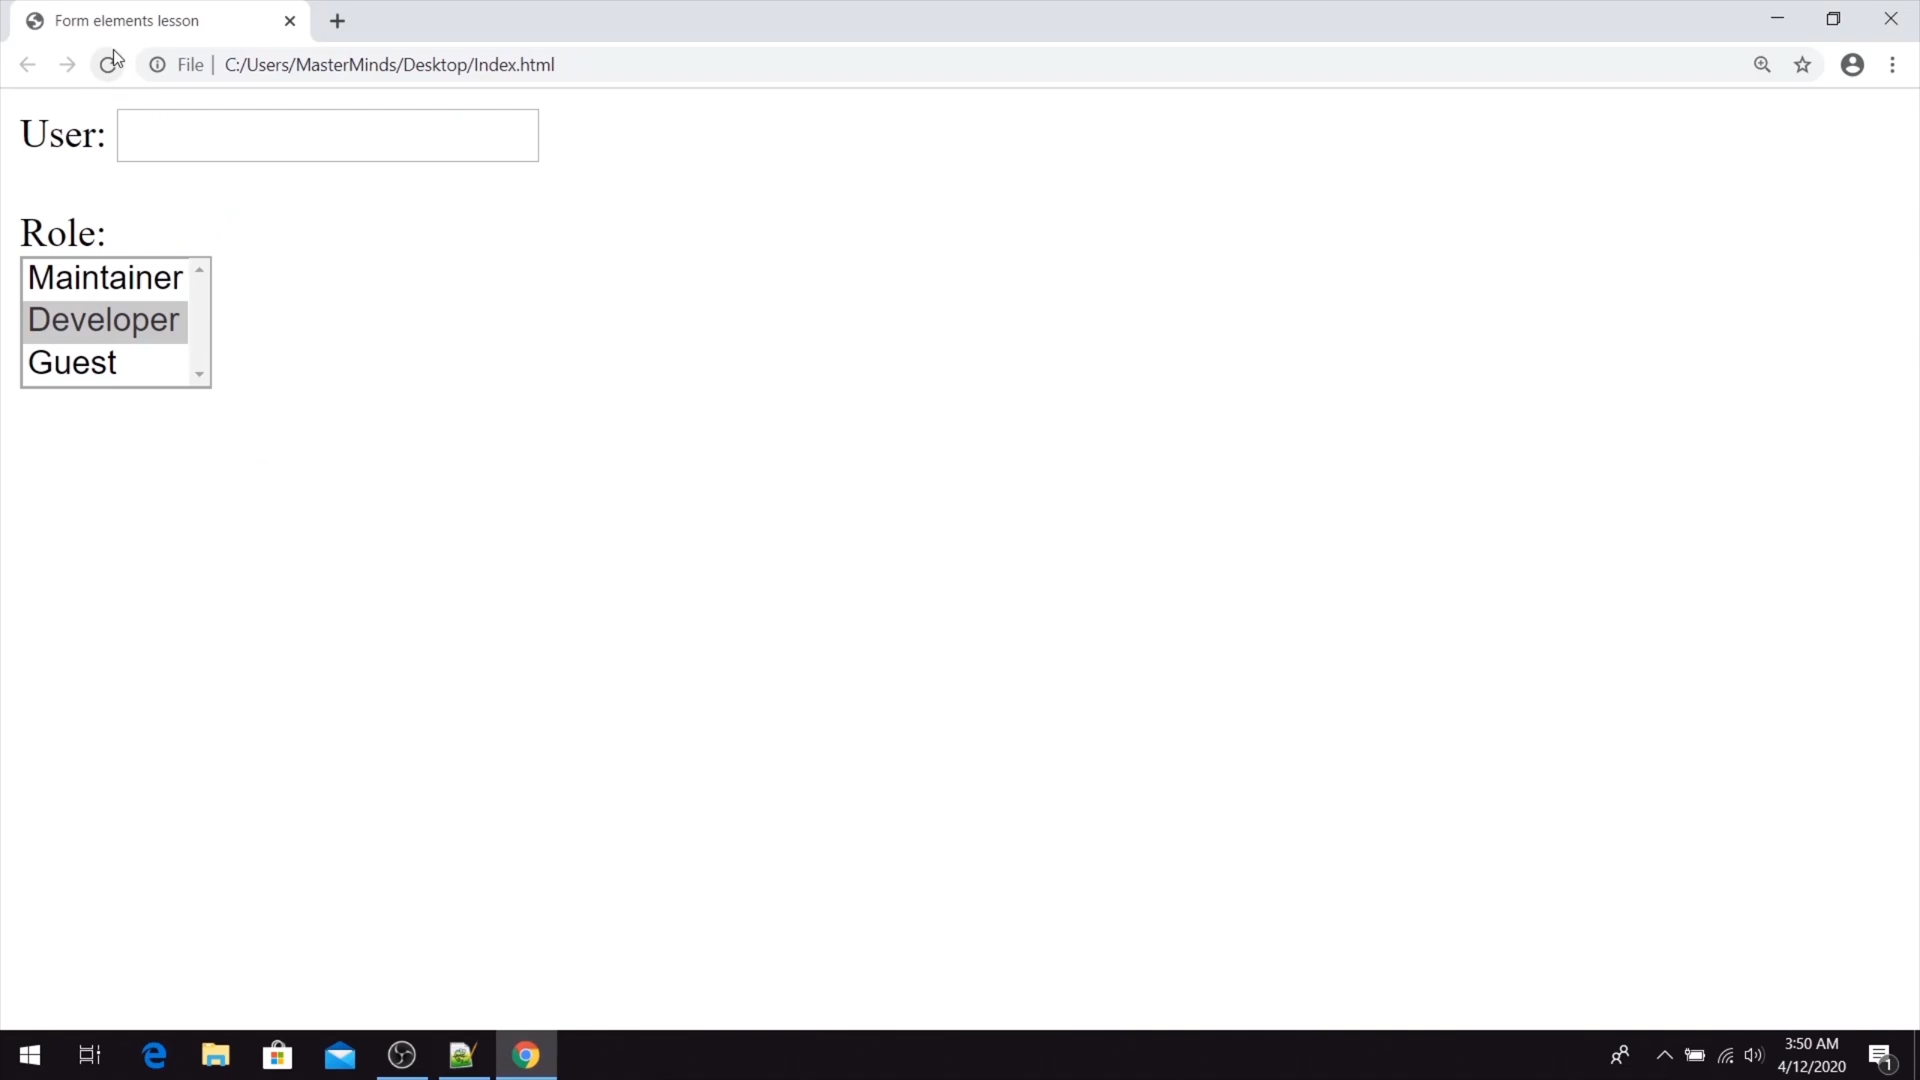 Form elements lesson
File | C:/Users/MasterMinds/Desktop/Index.html
User:
Role:
Maintainer
Developer
Guest
3:50 AM
4/12/2020
1